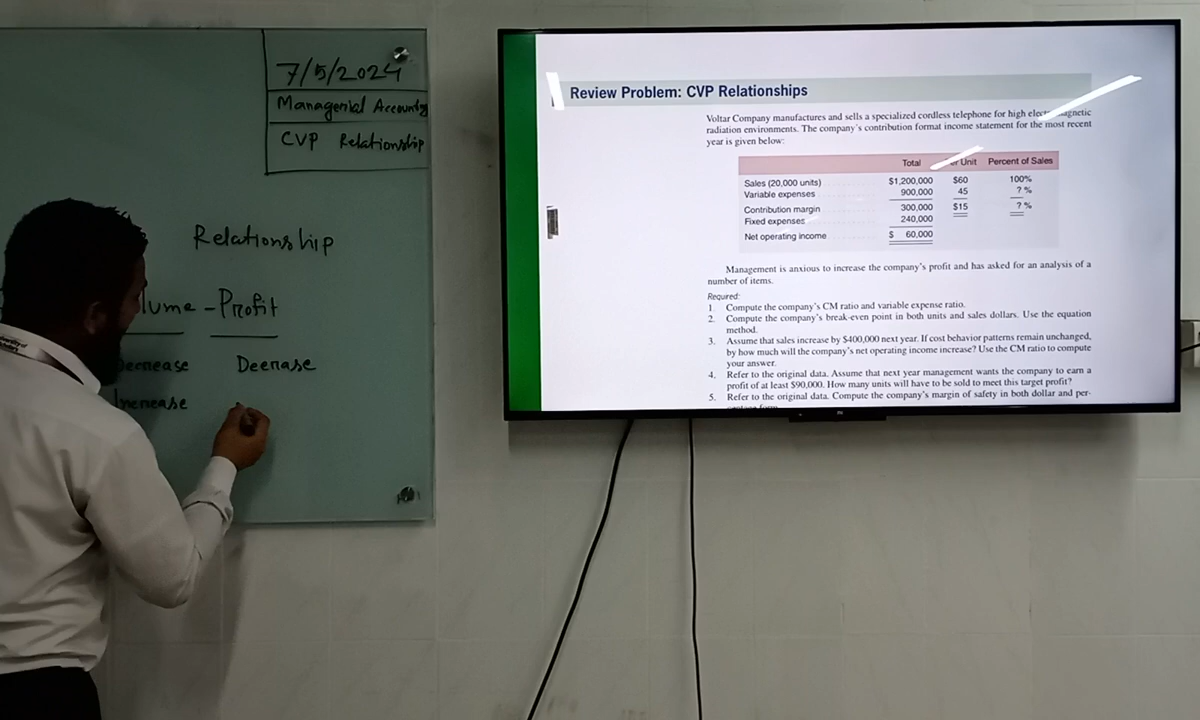 7/5/2024
Managerial Accounting
CVP Relationship
Relationship
lume - Profit
Decrease Decrease
Increase
Review Problem: CVP Relationships
Voltar Company manufactures and sells a specialized cordless telephone for high
radiation environments. The company's contribution format income statement for the most recent
year is given below:
Total Unit Percent of Sales
Sales (20,000 units) $1,200,000 $60 100%
Variable expenses 900,000 45 ? %
Contribution margin 300,000 $15 ? %
Fixed expenses 240,000
Net operating income $ 60,000
Management is anxious to increase the company's profit and has asked for an analysis of a
number of items.
Required:
1. Compute the company's CM ratio and variable expense ratio.
2. Compute the company's break-even point in both units and sales dollars. Use the equation
method.
3. Assume that sales increase by $400,000 next year. If cost behavior patterns remain unchanged,
by how much will the company's net operating income increase? Use the CM ratio to compute
your answer.
4. Refer to the original data. Assume that next year management wants the company to earn a
profit of at least $90,000. How many units will have to be sold to meet this target profit?
5. Refer to the original data. Compute the company's margin of safety in both dollar and per-